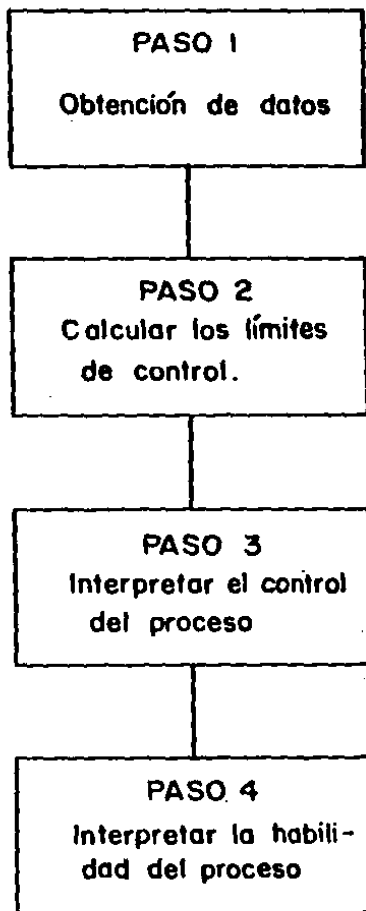 PASO 1
Obtención de datos
PASO 2
Calcular los límites
de control.
PASO 3
Interpretar el control
del proceso
PASO 4
Interpretar la habili-
dad del proceso